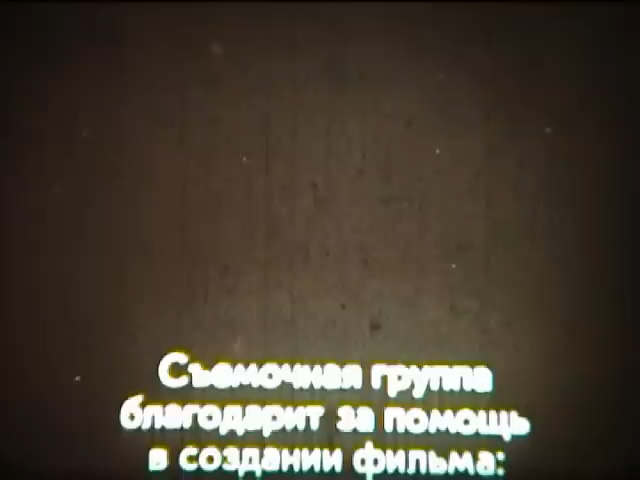 Съемочная группа
благодарит за помощь
в создании фильма: